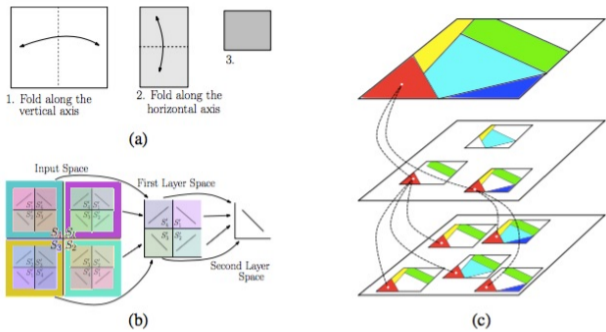 1. Fold along the
vertical axis
2. Fold along the
horizontal axis
3.
(a)
Input Space
First Layer Space
Second Layer
Space
(b)
(c)